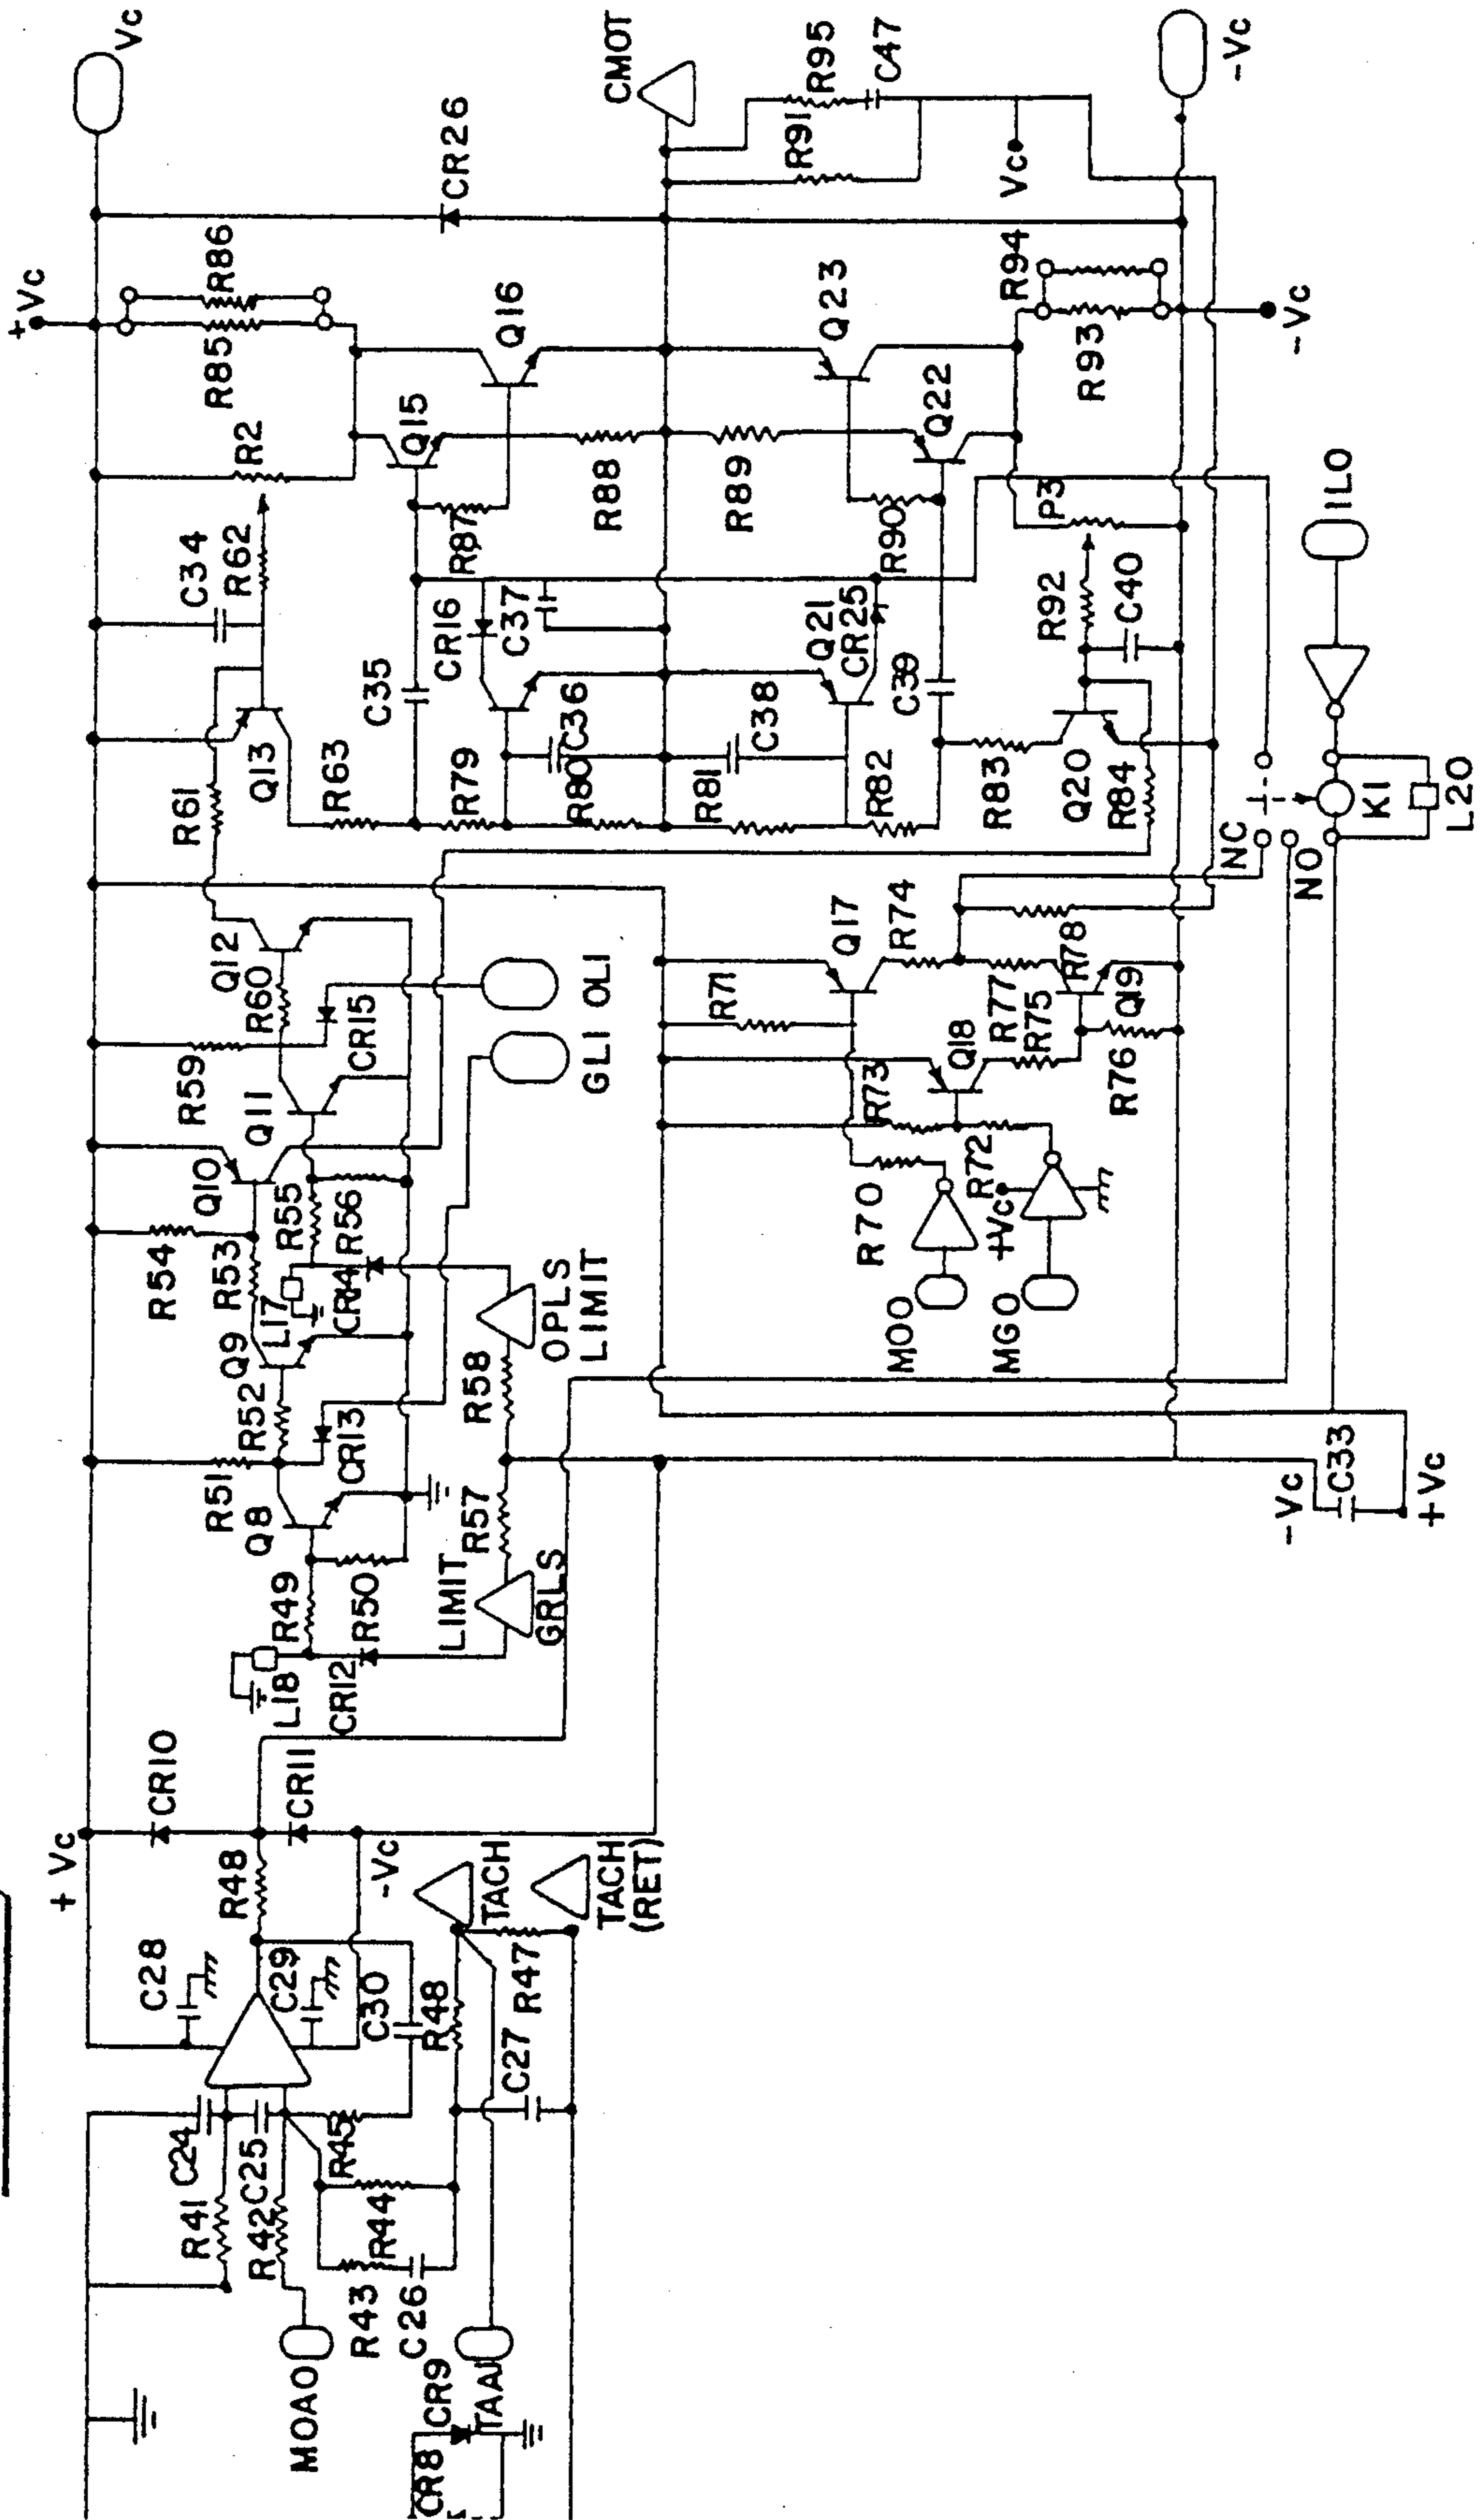 Vc
+Vc
CR26
CMOT
R95
C47
R91
Vc
-Vc
R86
R85
R2
Q15
Q16
R88
R89
Q23
Q22
R94
R93
-Vc
C34
R62
R87
R90
P3
Q13
R61
R63
C35
CR16
C37
R79
C36
R80
C38
R81
Q21
CR25
C39
R82
R92
C40
R83
Q20
R84
ILO
K1
L20
NC
NO
Q12
R60
R59
CR15
Q11
OLI
GLI
Q10
R55
R56
R54
R53
L17
CR14
Q9
R52
CR13
R51
Q8
R58
OPLS
LIMIT
R57
LIMIT
GRLS
R49
R50
L18
CR12
Q17
R74
R71
R78
R77
R75
Q19
Q18
R76
R73
R72
R70
+Vc
MOO
MGO
-Vc
C33
+Vc
+Vc
CR10
CR11
R48
-Vc
TACH
TACH
(RET)
C28
C29
C30
R48
R47
C27
C24
C25
R45
R41
R42
R44
R43
C26
MOAO
CR9
TAAI
CR8